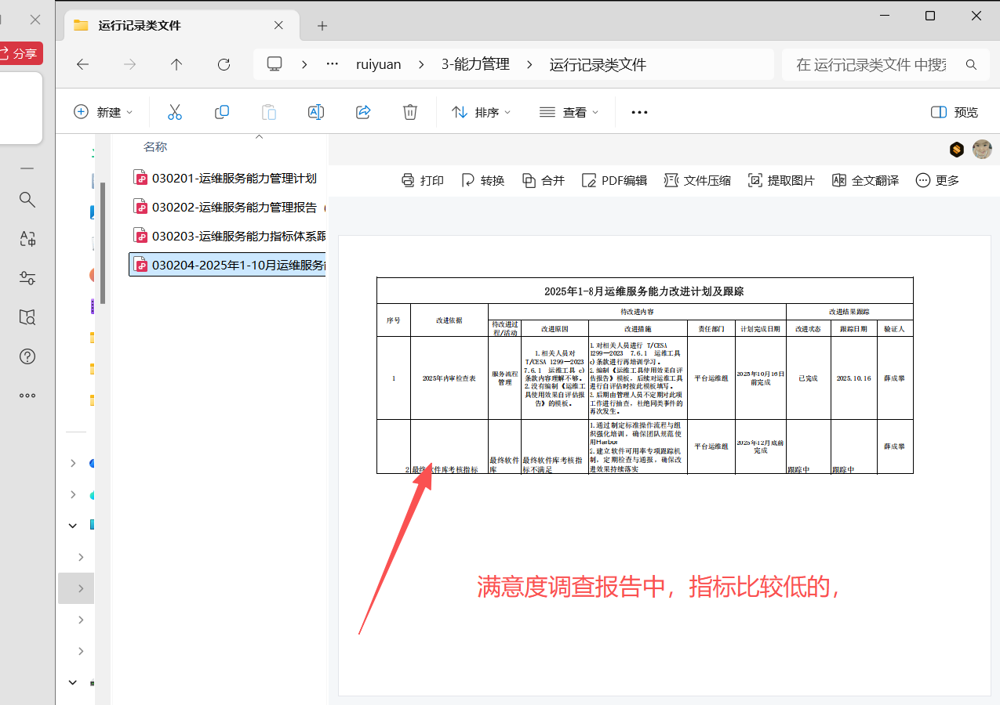 运行记录类文件
分享
ruiyuan
3-能力管理
运行记录类文件
在 运行记录类文件 中搜
新建
排序
查看
预览
名称
030201-运维服务能力管理计划
030202-运维服务能力管理报告（
030203-运维服务能力指标体系跟
030204-2025年1-10月运维服务
打印
转换
合并
PDF编辑
文件压缩
提取图片
全文翻译
更多
2025年1-8月运维服务能力改进计划及跟踪
序号
改进依据
待改进内容
改进结果跟踪
待改进过
程/活动
改进原因
改进措施
责任部门
计划完成日期
改进状态
跟踪日期
验证人
1
2025年内审检查表
服务流程
管理
1.相关人员对
T/CESA 1299—2023
7.6.1 运维工具 c)
条款内容理解不够。
2.没有编制《运维工
具使用效果自评估报
告》的模板。
1.对相关人员进行 T/CESA
1299—2023 7.6.1 运维工具
c)条款进行再培训学习。
2.编制《运维工具使用效果自评
估报告》模板，后续对运维工具
进行自评估时按此模板填写。
3.后期由管理人员不定期对此项
工作进行抽查，杜绝同类事件的
再次发生。
平台运维组
2025年10月16日
前完成
已完成
2025.10.16
薛成攀
2
最终软件库考核指标
最终软件
库
最终软件库考核指
标不满足
1.通过制定标准操作流程与组
织强化培训，确保团队规范使
用Harbor
2.建立软件可用率专项跟踪机
制，定期检查与通报，确保改
进效果持续落实
平台运维组
2025年12月底前
完成
跟踪中
跟踪中
薛成攀
满意度调查报告中，指标比较低的，